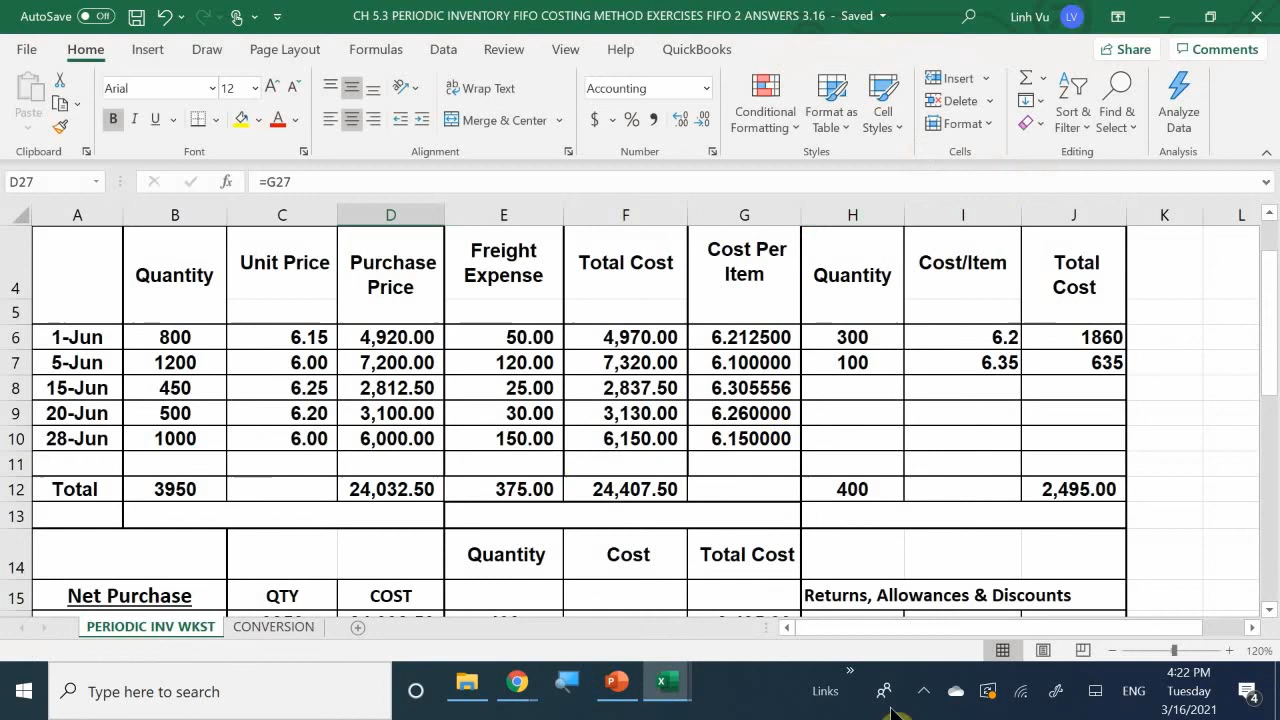 AutoSave Off CH 5.3 PERIODIC INVENTORY FIFO COSTING METHOD EXERCISES FIFO 2 ANSWERS 3.16 - Saved Linh Vu LV
File Home Insert Draw Page Layout Formulas Data Review View Help QuickBooks Share Comments
Paste Arial 12 Wrap Text Accounting Conditional Formatting Format as Table Cell Styles Insert Sort & Filter Find & Select Analyze Data
B I U Merge & Center $ % Delete
Format
Clipboard Font Alignment Number Styles Cells Editing Analysis
D27 fx =G27
A B C D E F G H I J K L
4 Quantity Unit Price Purchase Price Freight Expense Total Cost Cost Per Item Quantity Cost/Item Total Cost
5
6 1-Jun 800 6.15 4,920.00 50.00 4,970.00 6.212500 300 6.2 1860
7 5-Jun 1200 6.00 7,200.00 120.00 7,320.00 6.100000 100 6.35 635
8 15-Jun 450 6.25 2,812.50 25.00 2,837.50 6.305556
9 20-Jun 500 6.20 3,100.00 30.00 3,130.00 6.260000
10 28-Jun 1000 6.00 6,000.00 150.00 6,150.00 6.150000
11
12 Total 3950 24,032.50 375.00 24,407.50 400 2,495.00
13
14 Quantity Cost Total Cost
15 Net Purchase QTY COST Returns, Allowances & Discounts
PERIODIC INV WKST CONVERSION
120%
Type here to search Links ENG 4:22 PM
Tuesday
3/16/2021
4